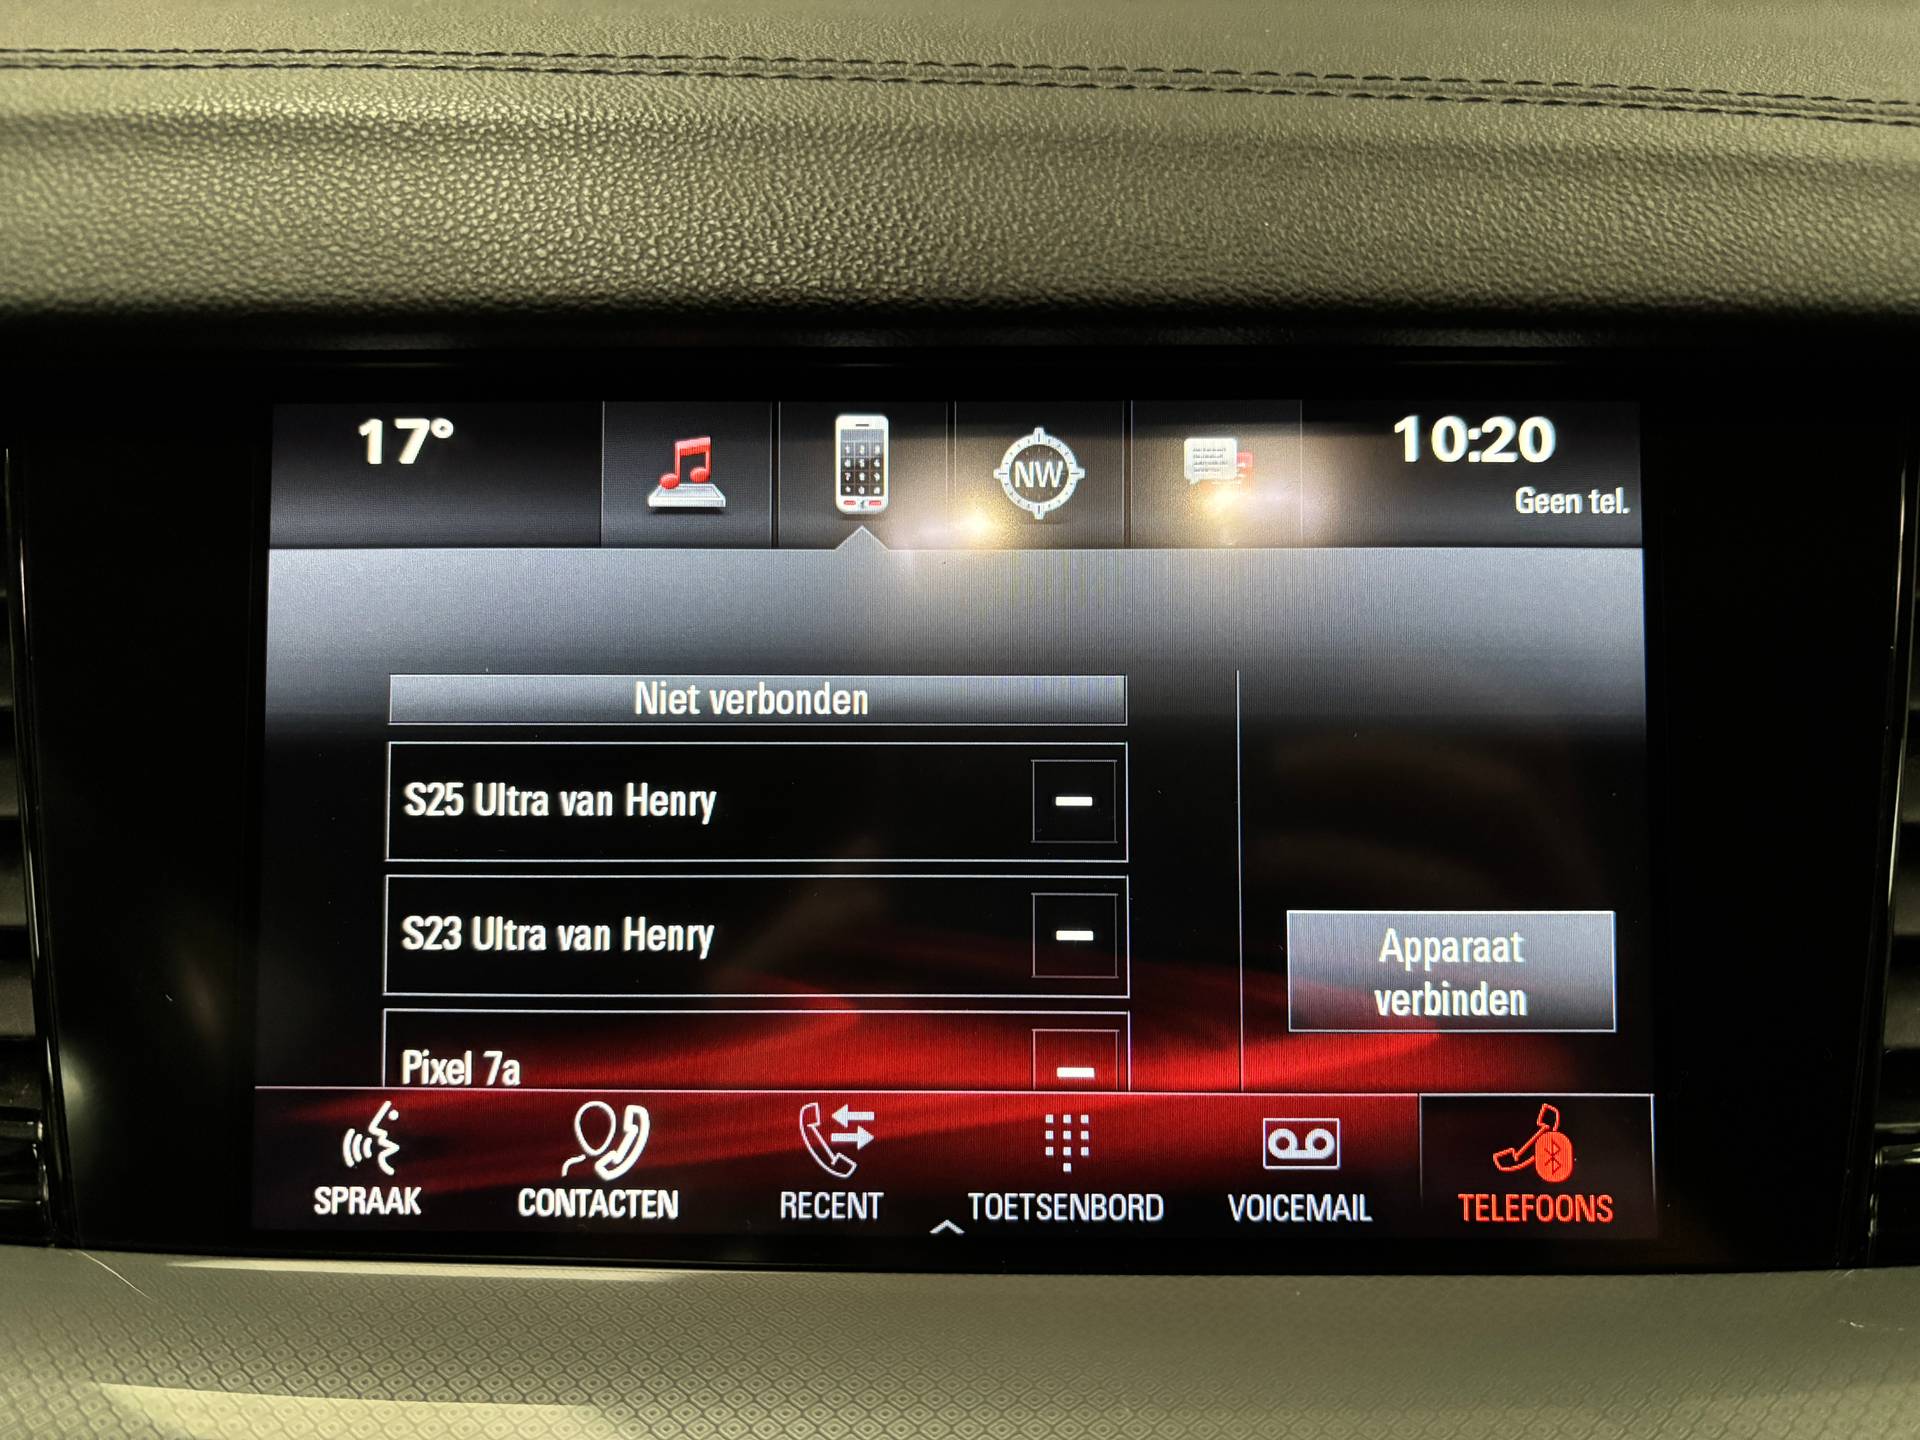 17°
NW
10:20
Geen tel.
Niet verbonden
S25 Ultra van Henry
S23 Ultra van Henry
Pixel 7a
Apparaat
verbinden
SPRAAK
CONTACTEN
RECENT
TOETSENBORD
VOICEMAIL
TELEFOONS